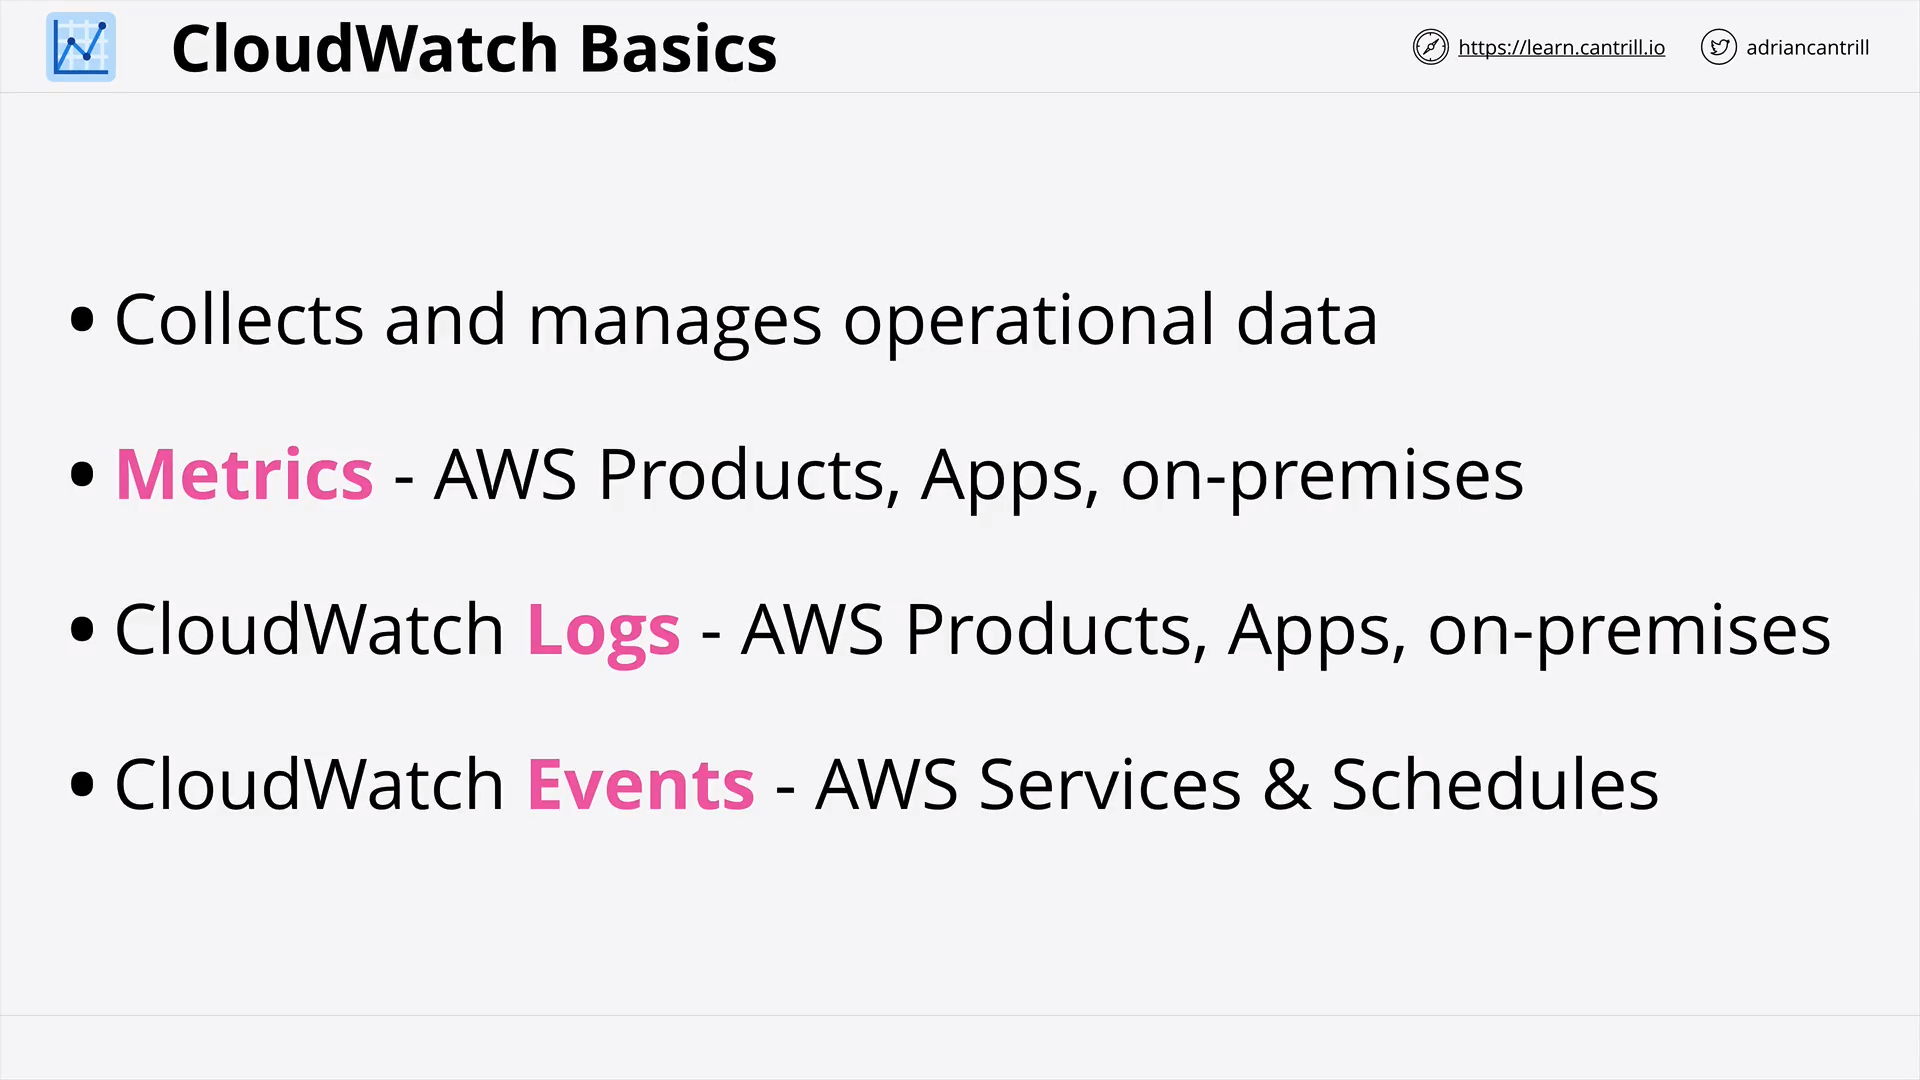 CloudWatch Basics
https://learn.cantrill.io
adriancantrill
• Collects and manages operational data
• Metrics - AWS Products, Apps, on-premises
• CloudWatch Logs - AWS Products, Apps, on-premises
• CloudWatch Events - AWS Services & Schedules